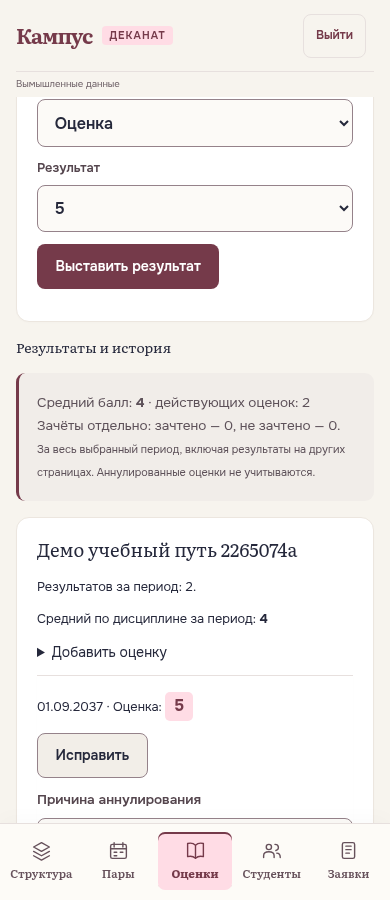 Кампус ДЕКАНАТ Выйти
Вымышленные данные
Оценка
Результат
5
Выставить результат
Результаты и история
Средний балл: 4 · действующих оценок: 2
Зачёты отдельно: зачтено — 0, не зачтено — 0.
За весь выбранный период, включая результаты на других
страницах. Аннулированные оценки не учитываются.
Демо учебный путь 2265074a
Результатов за период: 2.
Средний по дисциплине за период: 4
Добавить оценку
01.09.2037 · Оценка: 5
Исправить
Причина аннулирования
Структура Пары Оценки Студенты Заявки